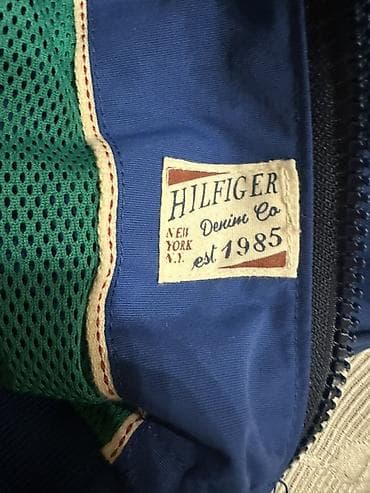 HILFIGER
Denim Co
NEW
YORK
N.Y.
est. 1985